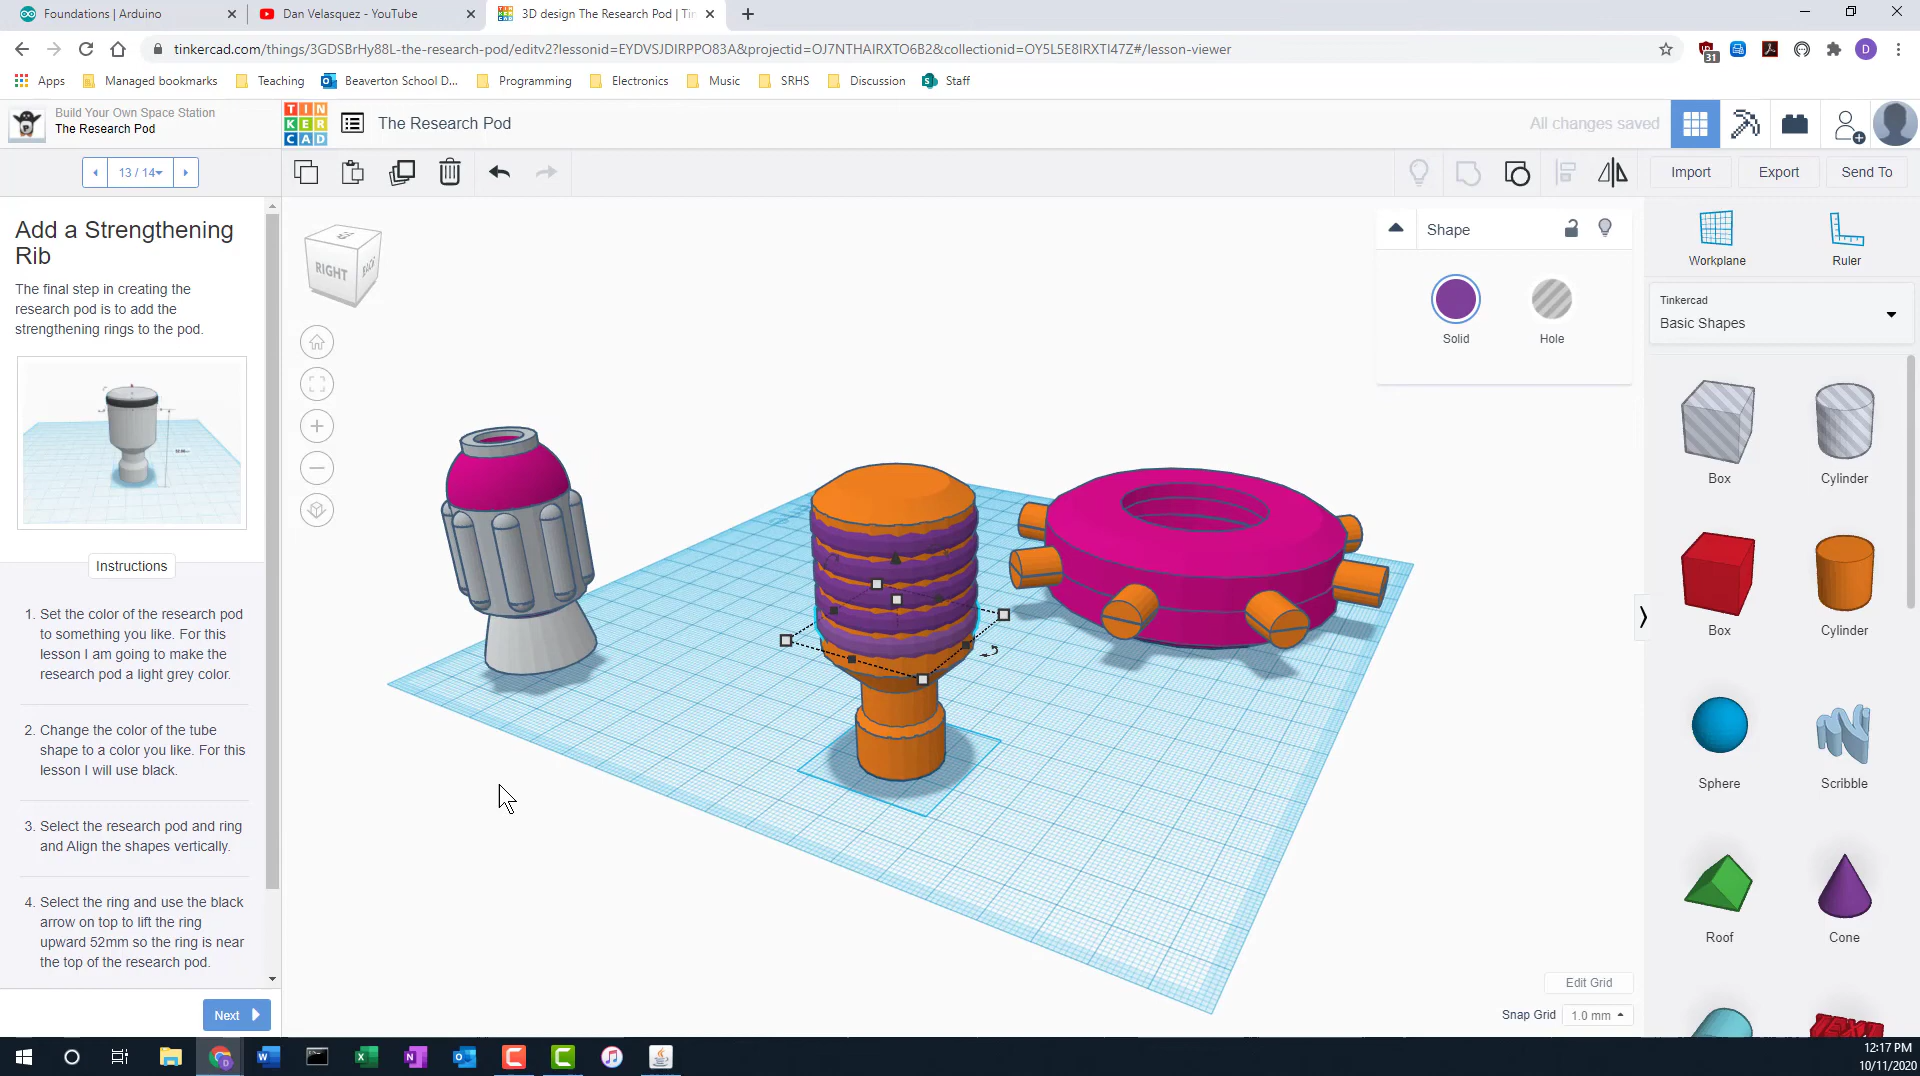 Foundations | Arduino
Dan Velasquez - YouTube
3D design The Research Pod | Tin
tinkercad.com/things/3GDSBrHy88L-the-research-pod/editv2?lessonid=EYDVSJDIRPPO83A&projectid=OJ7NTHAIRXTO6B2&collectionid=OY5L5E8IRXTI47Z#/lesson-viewer
31
D
Apps
Managed bookmarks
Teaching
Beaverton School D...
Programming
Electronics
Music
SRHS
Discussion
Staff
Build Your Own Space Station
The Research Pod
TIN
KER
CAD
The Research Pod
All changes saved
13 / 14
Import
Export
Send To
Add a Strengthening
Rib
The final step in creating the
research pod is to add the
strengthening rings to the pod.
Instructions
1. Set the color of the research pod
to something you like. For this
lesson I am going to make the
research pod a light grey color.
2. Change the color of the tube
shape to a color you like. For this
lesson I will use black.
3. Select the research pod and ring
and Align the shapes vertically.
4. Select the ring and use the black
arrow on top to lift the ring
upward 52mm so the ring is near
the top of the research pod.
Next
RIGHT
BACK
Shape
Solid
Hole
Workplane
Ruler
Tinkercad
Basic Shapes
Box
Cylinder
Box
Cylinder
Sphere
Scribble
Roof
Cone
TEXT
Edit Grid
Snap Grid
1.0 mm
12:17 PM
10/11/2020